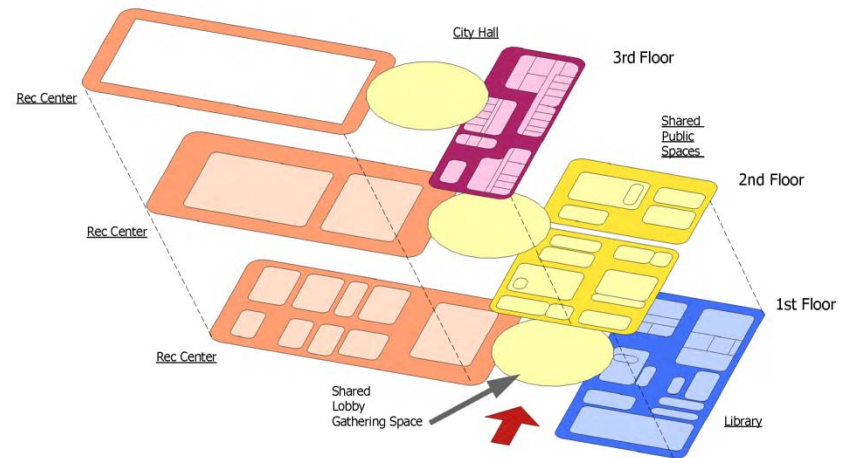 City Hall
3rd Floor
Rec Center
Shared
Public
Spaces
2nd Floor
Rec Center
1st Floor
Rec Center
Shared
Lobby
Gathering Space
Library